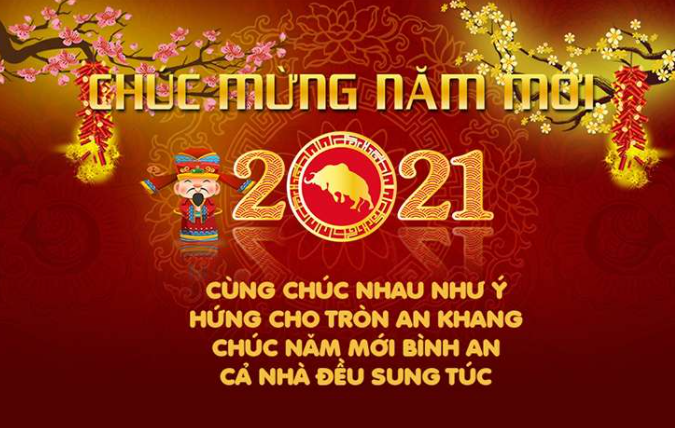 CHÚC MỪNG NĂM MỚI
2021
CÙNG CHÚC NHAU NHƯ Ý
HỨNG CHO TRÒN AN KHANG
CHÚC NĂM MỚI BÌNH AN
CẢ NHÀ ĐỀU SUNG TÚC